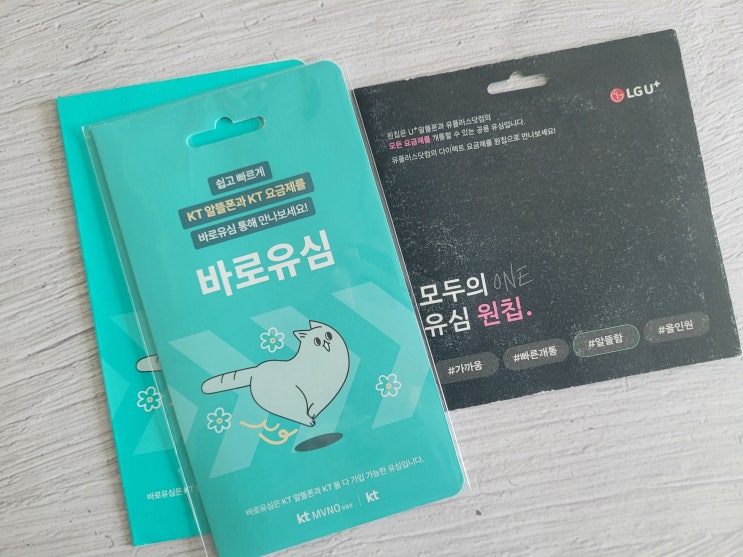 쉽고 빠르게
KT 알뜰폰과 KT 요금제를
바로유심 통해 만나보세요!
바로유심
바로유심은 KT 알뜰폰과 KT 둘 다 가입 가능한 유심입니다.
kt MVNO | kt
바로유심은 K
LG U+
원칩은 U+알뜰폰과 유플러스닷컴의
모든 요금제를 개통할 수 있는 공용 유심입니다.
유플러스닷컴의 다이렉트 요금제를 원칩으로 만나보세요!
모두의 ONE
유심 원칩.
#가까움 #빠른개통 #알뜰함 #올인원